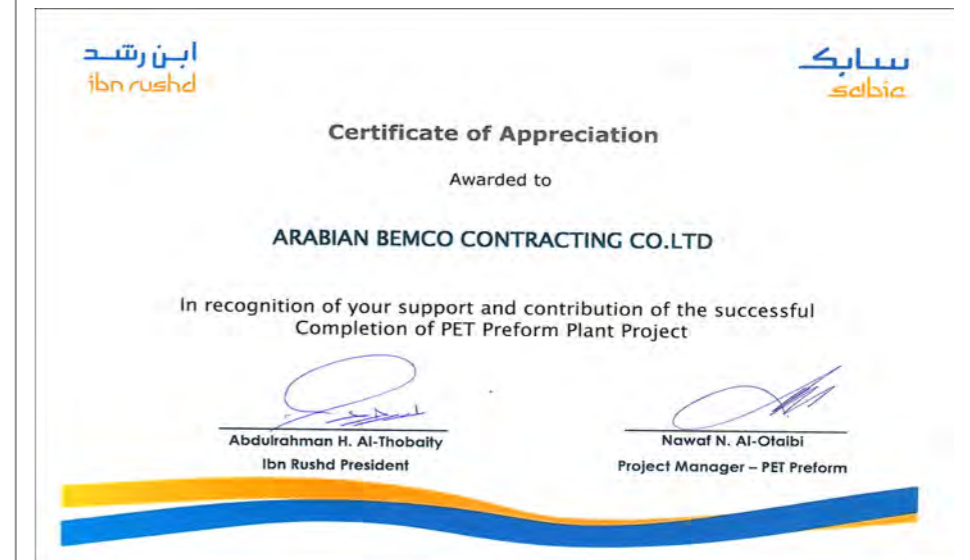 ابن رشد
ibn rushd
سابك
sabic
Certificate of Appreciation
Awarded to
ARABIAN BEMCO CONTRACTING CO.LTD
In recognition of your support and contribution of the successful
Completion of PET Preform Plant Project
Abdulrahman H. Al-Thobaity
Ibn Rushd President
Nawaf N. Al-Otaibi
Project Manager – PET Preform